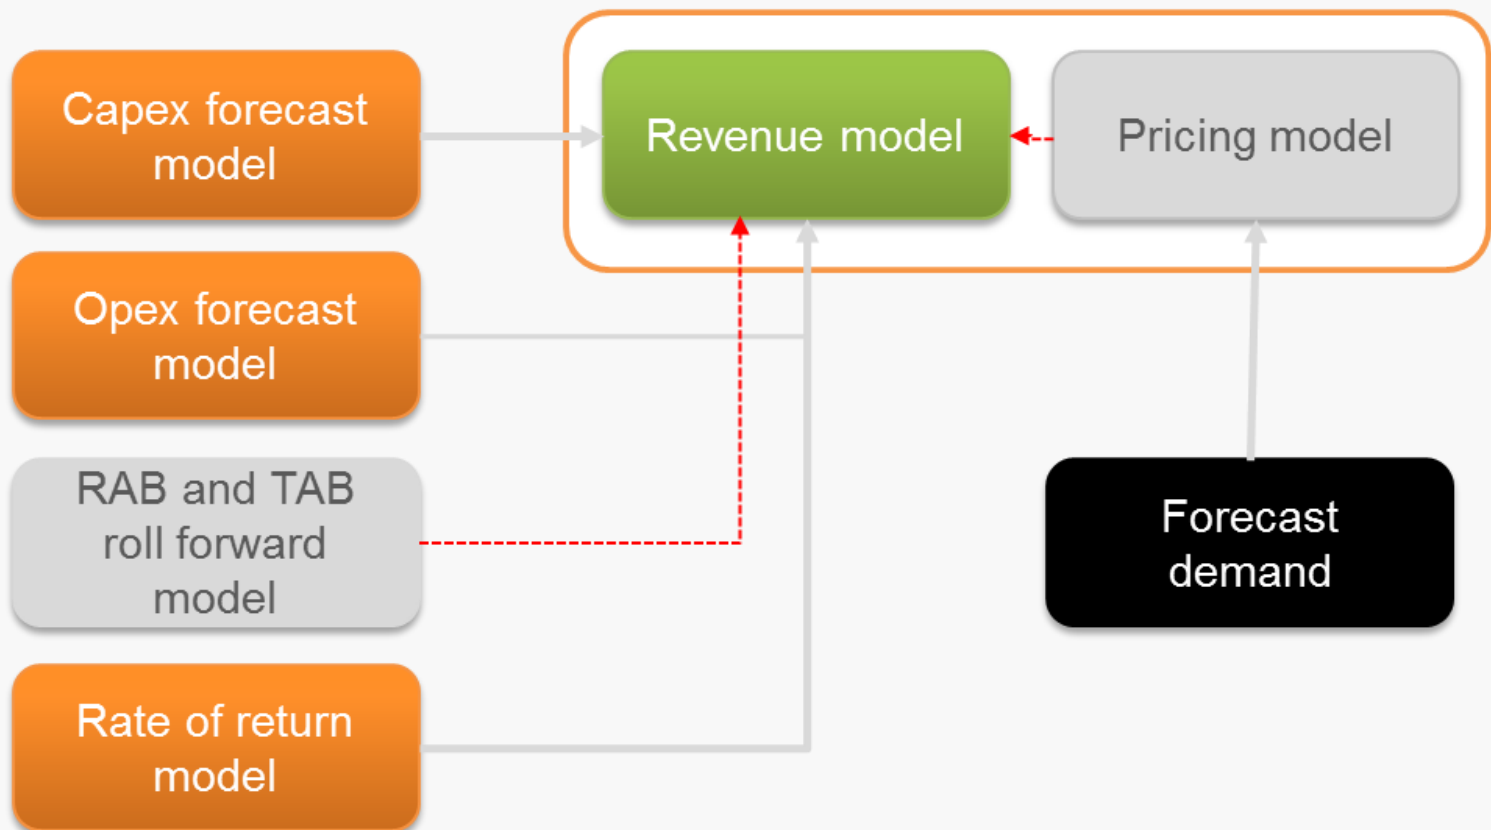 Capex forecast
model
Revenue model
Pricing model
Opex forecast
model
RAB and TAB
roll forward
model
Forecast
demand
Rate of return
model